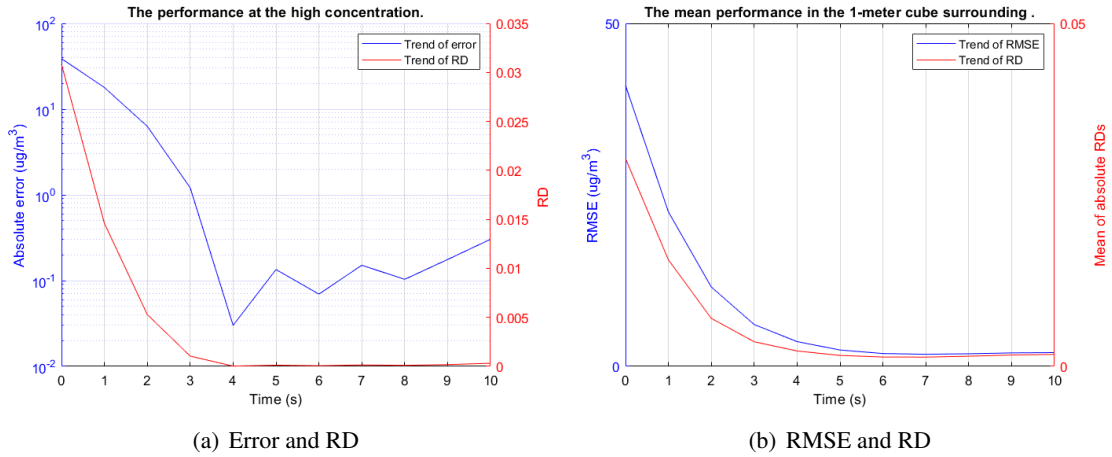 The performance at the high concentration.
10^2
10^1
10^0
10^-1
10^-2
Absolute error (ug/m^3)
Trend of error
Trend of RD
0.035
0.03
0.025
0.02
0.015
0.01
0.005
0
RD
0 1 2 3 4 5 6 7 8 9 10
Time (s)
(a) Error and RD
The mean performance in the 1-meter cube surrounding .
50
0
RMSE (ug/m^3)
Trend of RMSE
Trend of RD
0.05
0
Mean of absolute RDs
0 1 2 3 4 5 6 7 8 9 10
Time (s)
(b) RMSE and RD